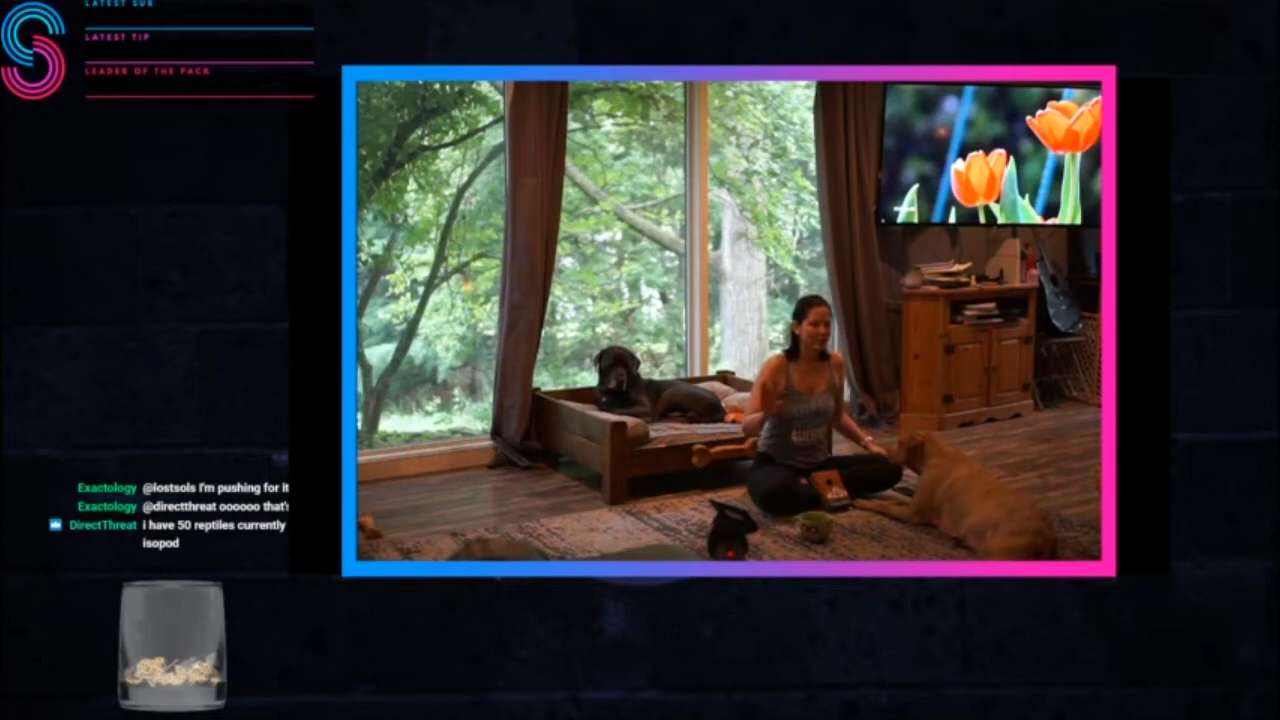 LATEST SUB
LATEST TIP
LEADER OF THE PACK
Exactology @lostsols I'm pushing for it
Exactology @directthreat oooooo that's
DirectThreat i have 50 reptiles currently
isopod